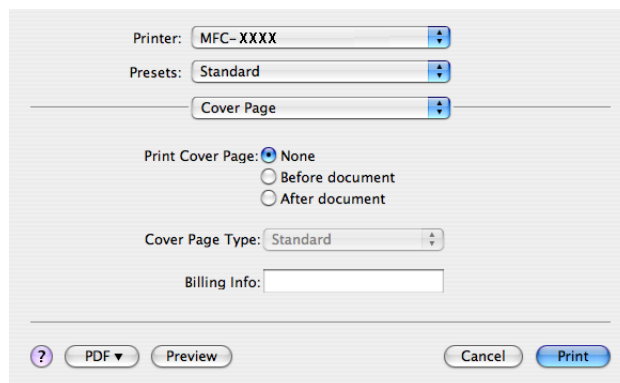 Printer: MFC-XXXX
Presets: Standard
Cover Page
Print Cover Page: None
Before document
After document
Cover Page Type: Standard
Billing Info:
? PDF ▼ Preview Cancel Print